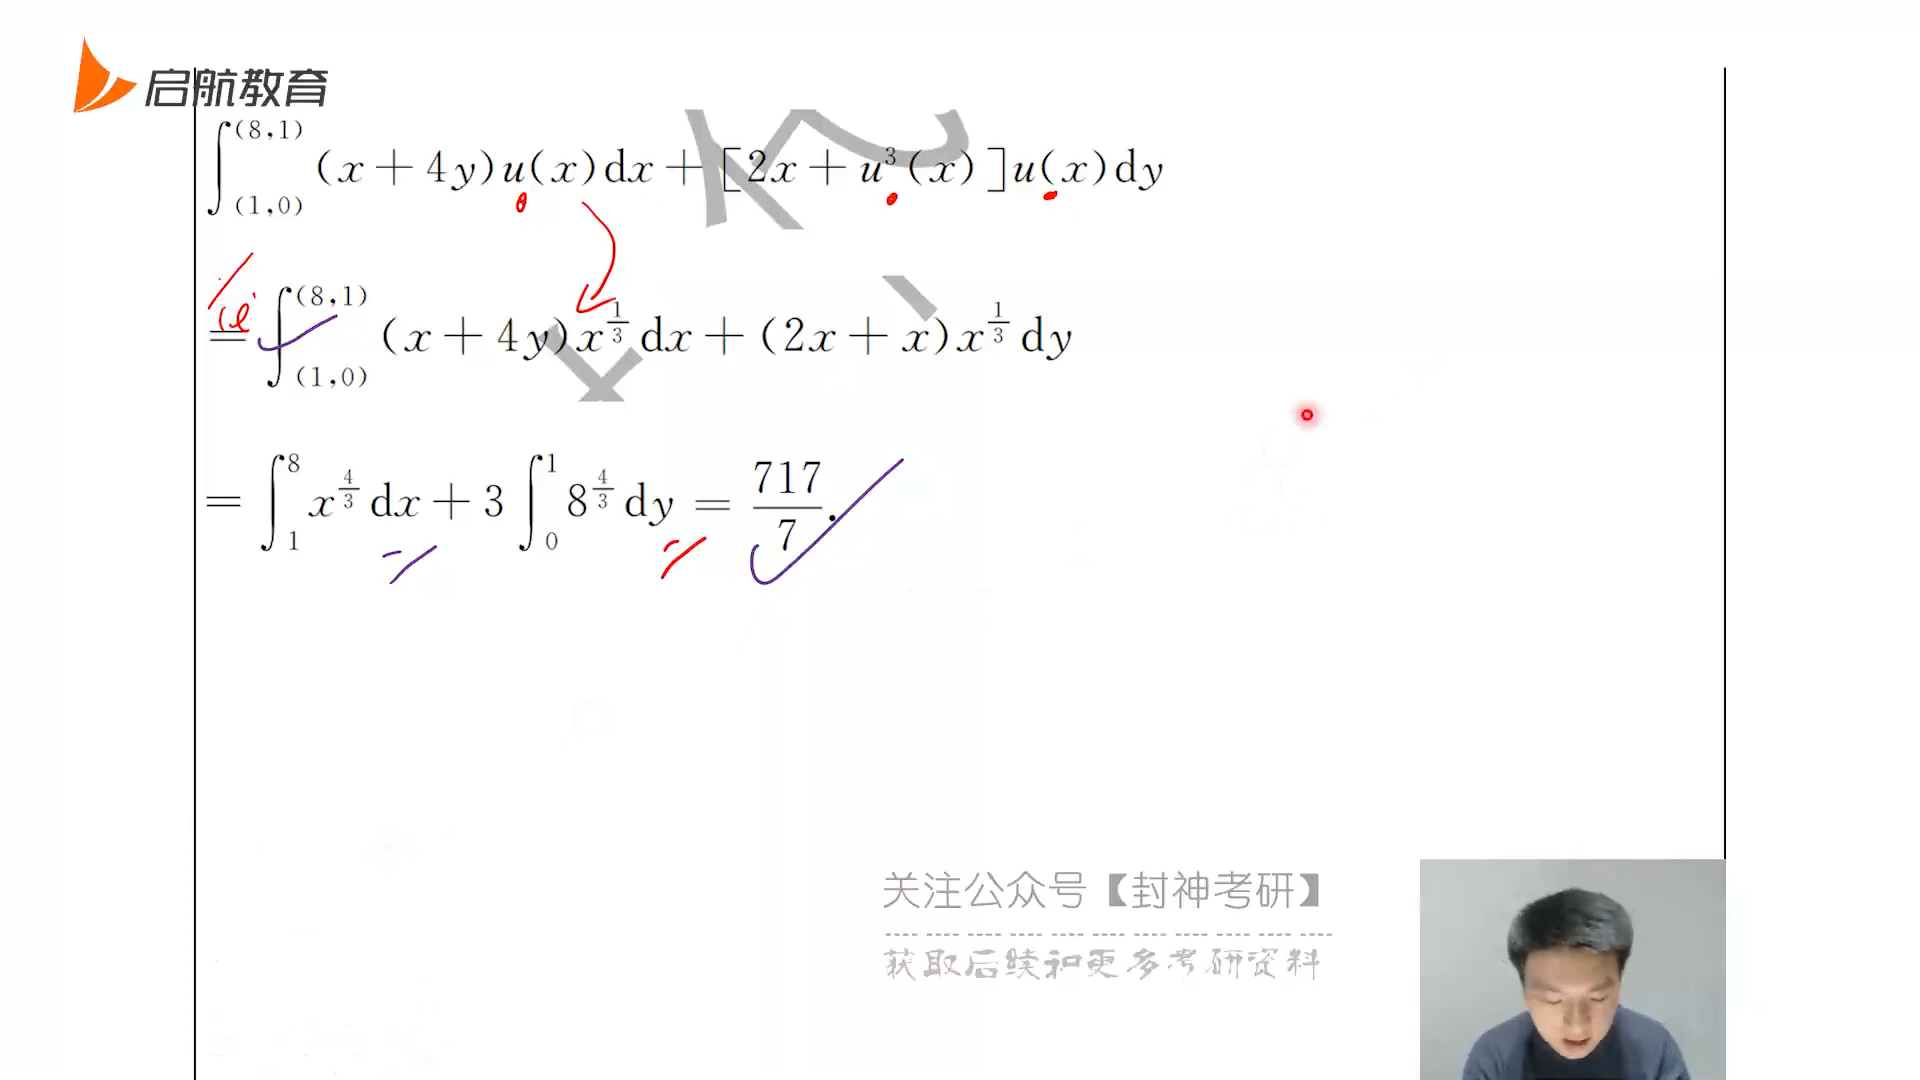 启航教育
∫_{(1,0)}^{(8,1)} (x+4y)u(x)dx+[2x+u³(x)]u(x)dy
=∫_{(1,0)}^{(8,1)} (x+4y)x^{1/3}dx+(2x+x)x^{1/3}dy
=∫_1^8 x^{4/3}dx+3∫_0^1 8^{4/3}dy=717/7.
关注公众号【封神考研】
获取后续和更多考研资料